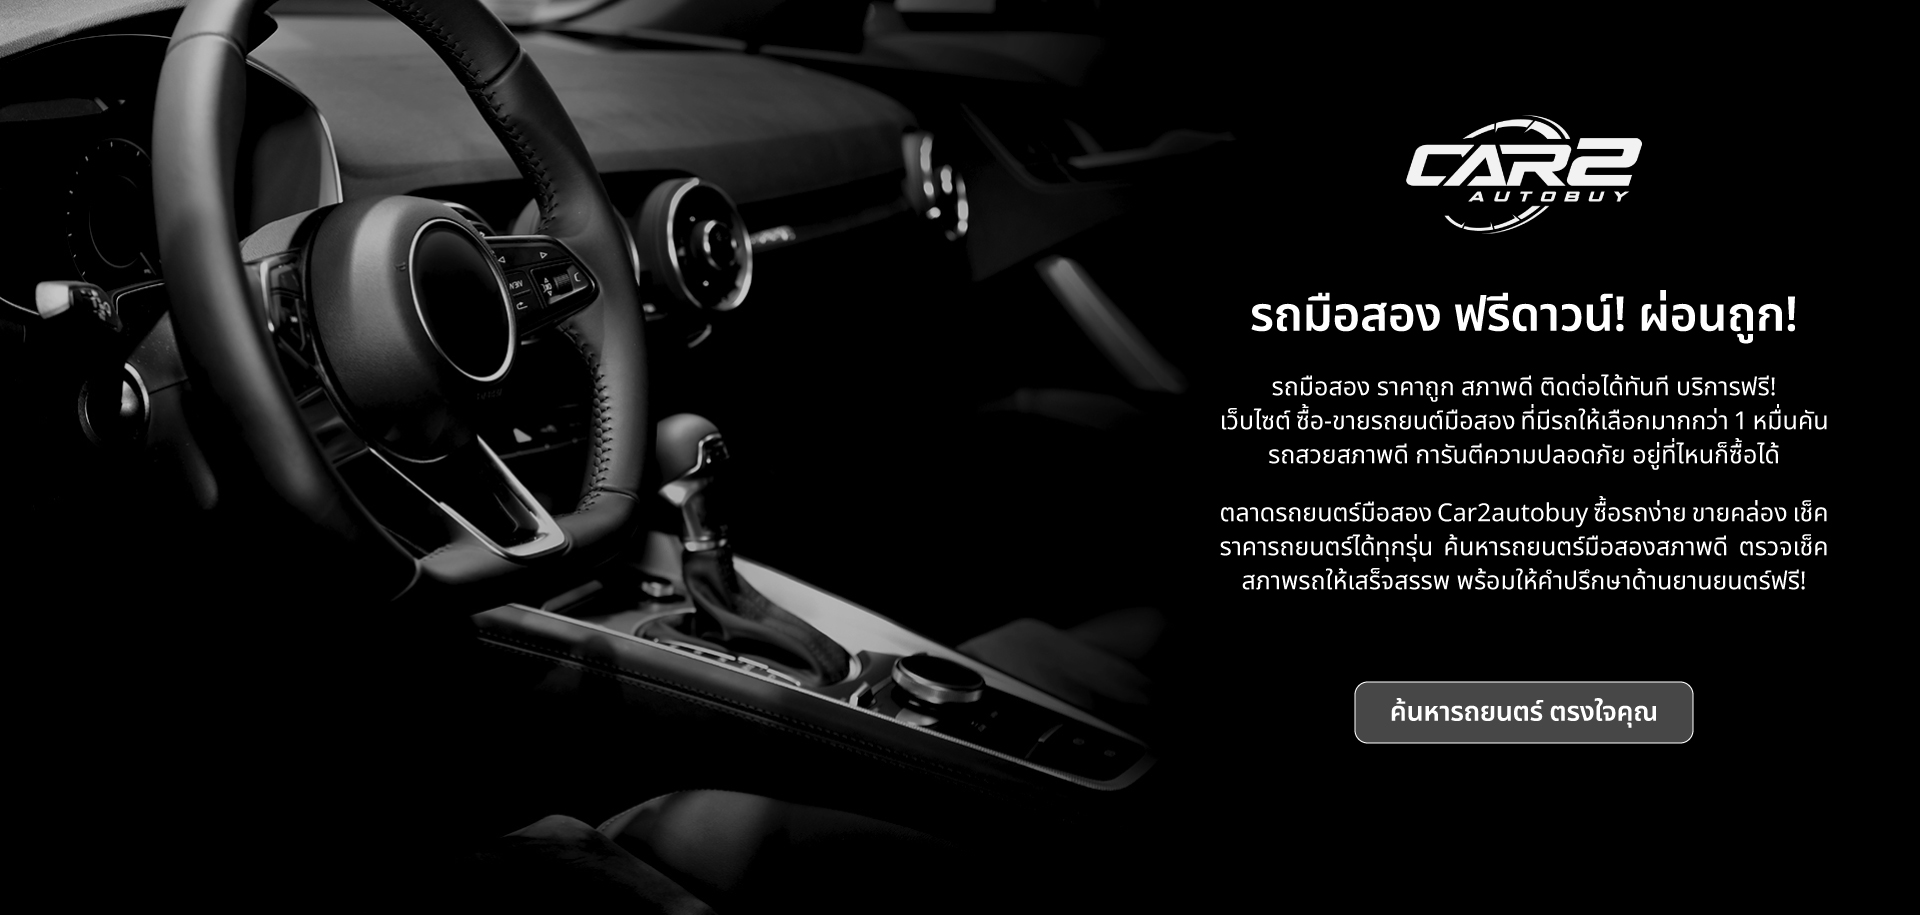 CAR2
AUTOBUY
รถมือสอง ฟรีดาวน์! ผ่อนถูก!
รถมือสอง ราคาถูก สภาพดี ติดต่อได้ทันที บริการฟรี!
เว็บไซต์ ซื้อ-ขายรถยนต์มือสอง ที่มีรถให้เลือกมากกว่า 1 หมื่นคัน
รถสวยสภาพดี การันตีความปลอดภัย อยู่ที่ไหนก็ซื้อได้
ตลาดรถยนตร์มือสอง Car2autobuy ซื้อรถง่าย ขายคล่อง เช็ค
ราคารถยนตร์ได้ทุกรุ่น ค้นหารถยนตร์มือสองสภาพดี ตรวจเช็ค
สภาพรถให้เสร็จสรรพ พร้อมให้คำปรึกษาด้านยานยนตร์ฟรี!
ค้นหารถยนตร์ ตรงใจคุณ
VIEW